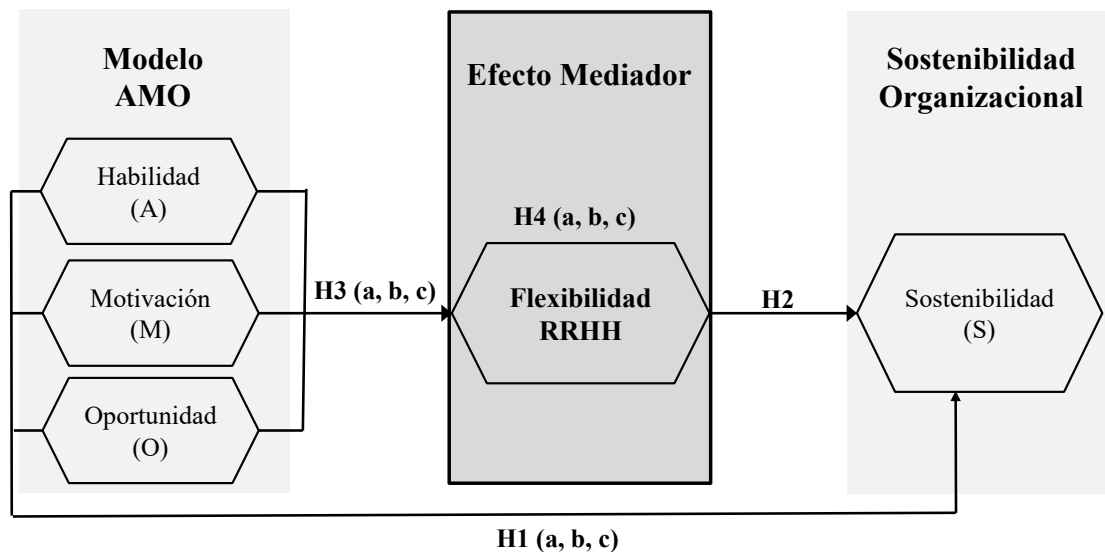 Modelo
AMO
Habilidad
(A)
Motivación
(M)
Oportunidad
(O)
H3 (a, b, c)
Efecto Mediador
H4 (a, b, c)
Flexibilidad
RRHH
H2
Sostenibilidad
Organizacional
Sostenibilidad
(S)
H1 (a, b, c)